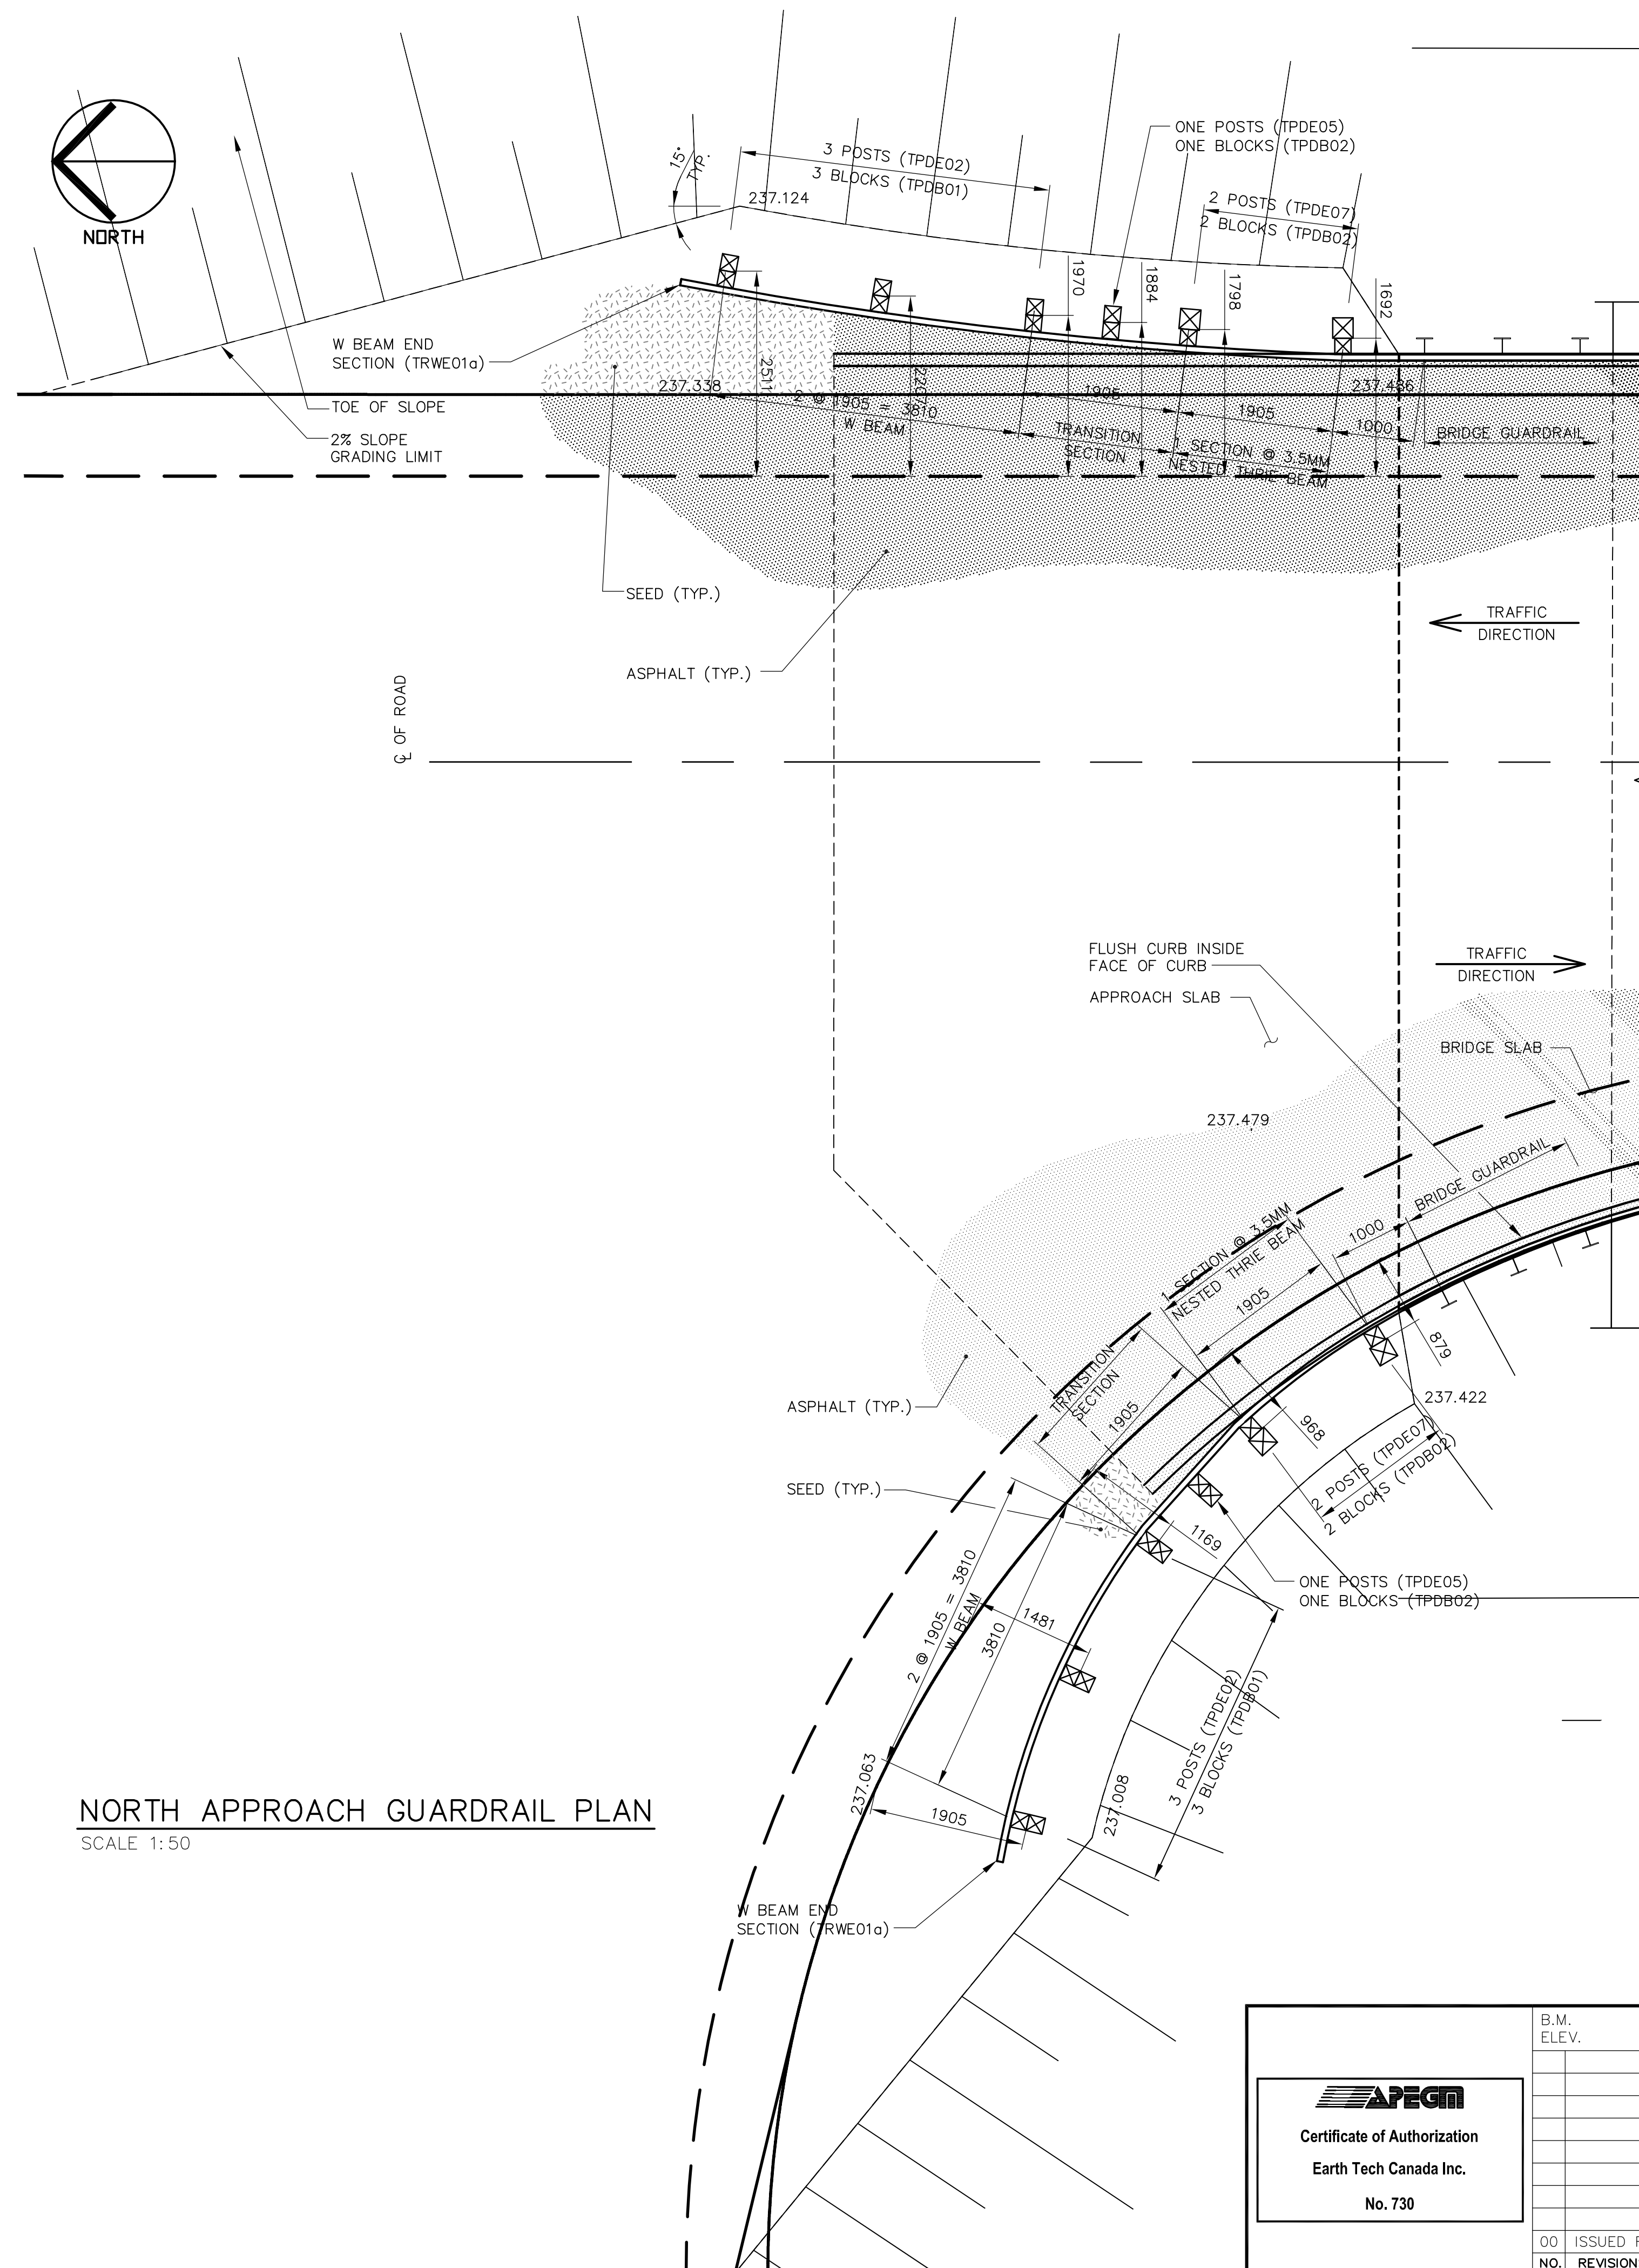 NORTH
15°
TYP.
3 POSTS (TPDE02)
3 BLOCKS (TPDB01)
237.124
ONE POSTS (TPDE05)
ONE BLOCKS (TPDB02)
2 POSTS (TPDE07)
2 BLOCKS (TPDB02)
1970
1884
1798
1692
W BEAM END
SECTION (TRWE01a)
2511
237.338
2 @ 1905 = 3810
W BEAM
1905
TRANSITION
SECTION
1905
1 SECTION @ 3.5MM
NESTED THRIE BEAM
237.436
1000
BRIDGE GUARDRAIL
TOE OF SLOPE
2% SLOPE
GRADING LIMIT
SEED (TYP.)
ASPHALT (TYP.)
TRAFFIC
DIRECTION
℄ OF ROAD
TRAFFIC
DIRECTION
FLUSH CURB INSIDE
FACE OF CURB
APPROACH SLAB
BRIDGE SLAB
237.479
BRIDGE GUARDRAIL
1000
1 SECTION @ 3.5MM
NESTED THRIE BEAM
1905
879
TRANSITION
SECTION
1905
968
237.422
2 POSTS (TPDE07)
2 BLOCKS (TPDB02)
ASPHALT (TYP.)
SEED (TYP.)
1169
ONE POSTS (TPDE05)
ONE BLOCKS (TPDB02)
2 @ 1905 = 3810
W BEAM
3810
1481
3 POSTS (TPDE02)
3 BLOCKS (TPDB01)
237.063
1905
237.008
W BEAM END
SECTION (TRWE01a)
NORTH APPROACH GUARDRAIL PLAN
SCALE 1:50
APEGM
Certificate of Authorization
Earth Tech Canada Inc.
No. 730
B.M.
ELEV.
00 ISSUED
NO. REVISION